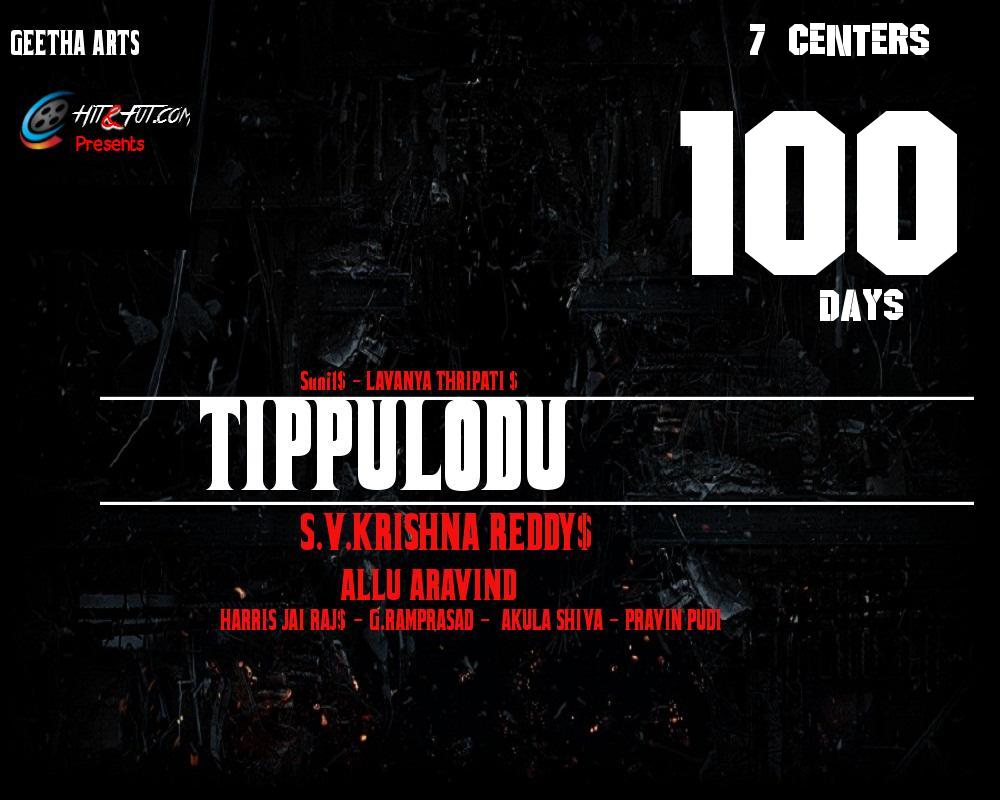 GEETHA ARTS
7 CENTERS
HIT&FUT.COM
Presents
100
DAYS
Sunil$ - LAVANYA THRIPATI $
TIPPULODU
S.V.KRISHNA REDDY$
ALLU ARAVIND
HARRIS JAI RAJ$ - G.RAMPRASAD - AKULA SHIVA - PRAVIN PUDI